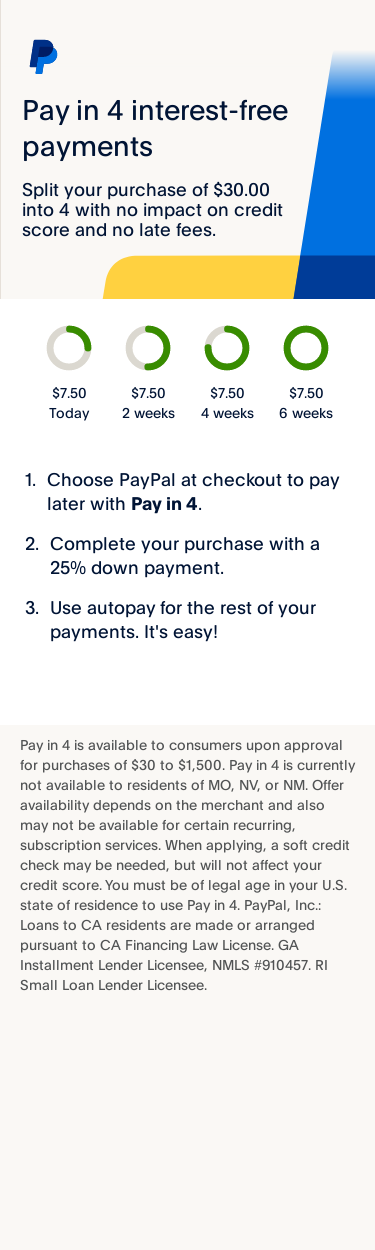 Pay in 4 interest-free
payments
Split your purchase of $30.00
into 4 with no impact on credit
score and no late fees.
$7.50 $7.50 $7.50 $7.50
Today 2 weeks 4 weeks 6 weeks
1. Choose PayPal at checkout to pay
later with Pay in 4.
2. Complete your purchase with a
25% down payment.
3. Use autopay for the rest of your
payments. It's easy!
Pay in 4 is available to consumers upon approval
for purchases of $30 to $1,500. Pay in 4 is currently
not available to residents of MO, NV, or NM. Offer
availability depends on the merchant and also
may not be available for certain recurring,
subscription services. When applying, a soft credit
check may be needed, but will not affect your
credit score. You must be of legal age in your U.S.
state of residence to use Pay in 4. PayPal, Inc.:
Loans to CA residents are made or arranged
pursuant to CA Financing Law License. GA
Installment Lender Licensee, NMLS #910457. RI
Small Loan Lender Licensee.